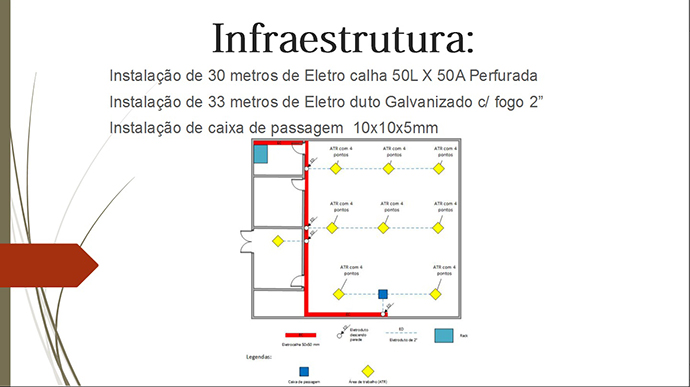 Infraestrutura:
Instalação de 30 metros de Eletro calha 50L X 50A Perfurada
Instalação de 33 metros de Eletro duto Galvanizado c/ fogo 2”
Instalação de caixa de passagem 10x10x5mm
ATR com 4
pontos
ATR com 4
pontos
ATR com 4
pontos
ATR com 4
pontos
ATR com 4
pontos
ATR com 4
pontos
ATR com 4
pontos
ATR com 4
pontos
Eletrocalha 50x50 mm
Eletroduto
descendo
parede
Eletroduto de 2"
Rack
Legendas:
Caixa de passagem
Área de trabalho (ATR)